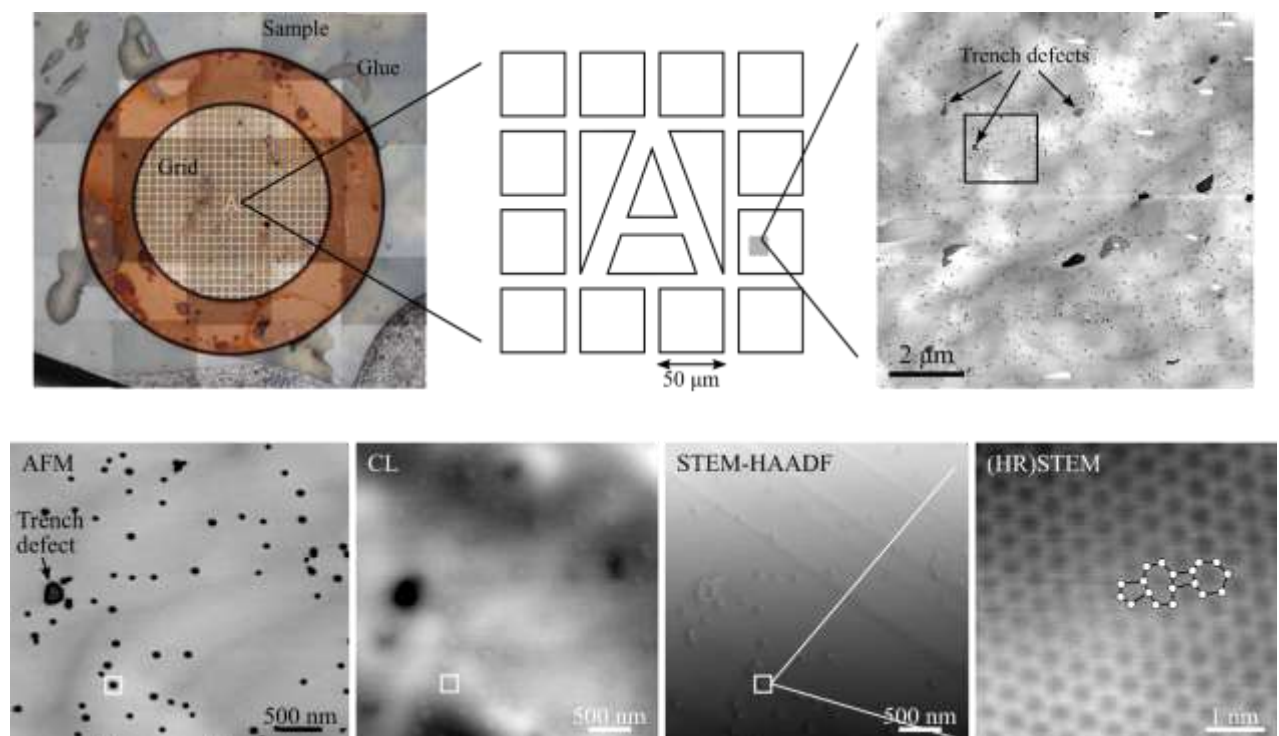 Sample
Glue
Grid
A
A
50 μm
Trench defects
2 μm
AFM
Trench
defect
500 nm
CL
500 nm
STEM-HAADF
500 nm
(HR)STEM
1 nm